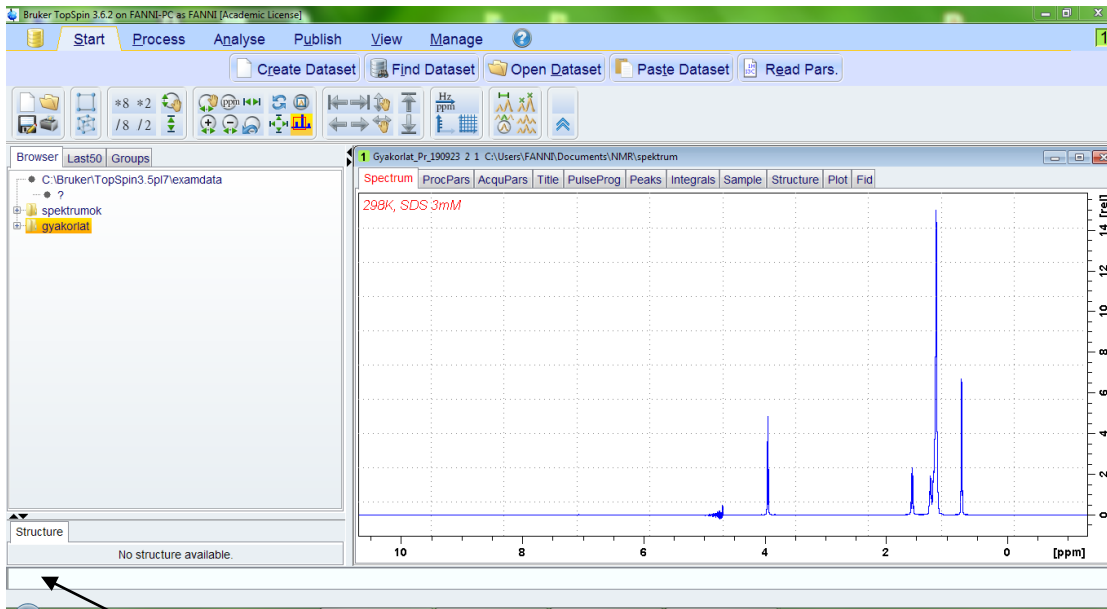 Bruker TopSpin 3.6.2 on FANNI-PC as FANNI [Academic License]
Start Process Analyse Publish View Manage ? 1
Create Dataset Find Dataset Open Dataset Paste Dataset Read Pars.
*8 *2 ppm Hz
/8 /2 ppm
Browser Last50 Groups
C:\Bruker\TopSpin3.5pl7\examdata
?
spektrumok
gyakorlat
Structure
No structure available.
1 Gyakorlat_Pr_190923 2 1 C:\Users\FANNI\Documents\NMR\spektrum
Spectrum ProcPars AcquPars Title PulseProg Peaks Integrals Sample Structure Plot Fid
298K, SDS 3mM
[rel]
14
12
10
8
6
4
2
0
10 8 6 4 2 0 [ppm]